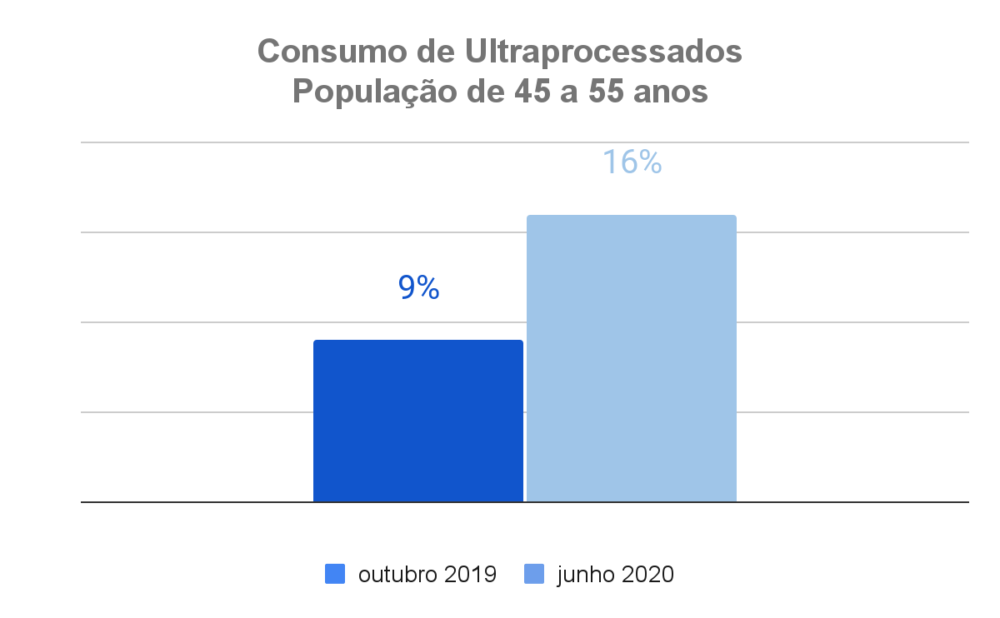 Consumo de Ultraprocessados
População de 45 a 55 anos
16%
9%
outubro 2019
junho 2020